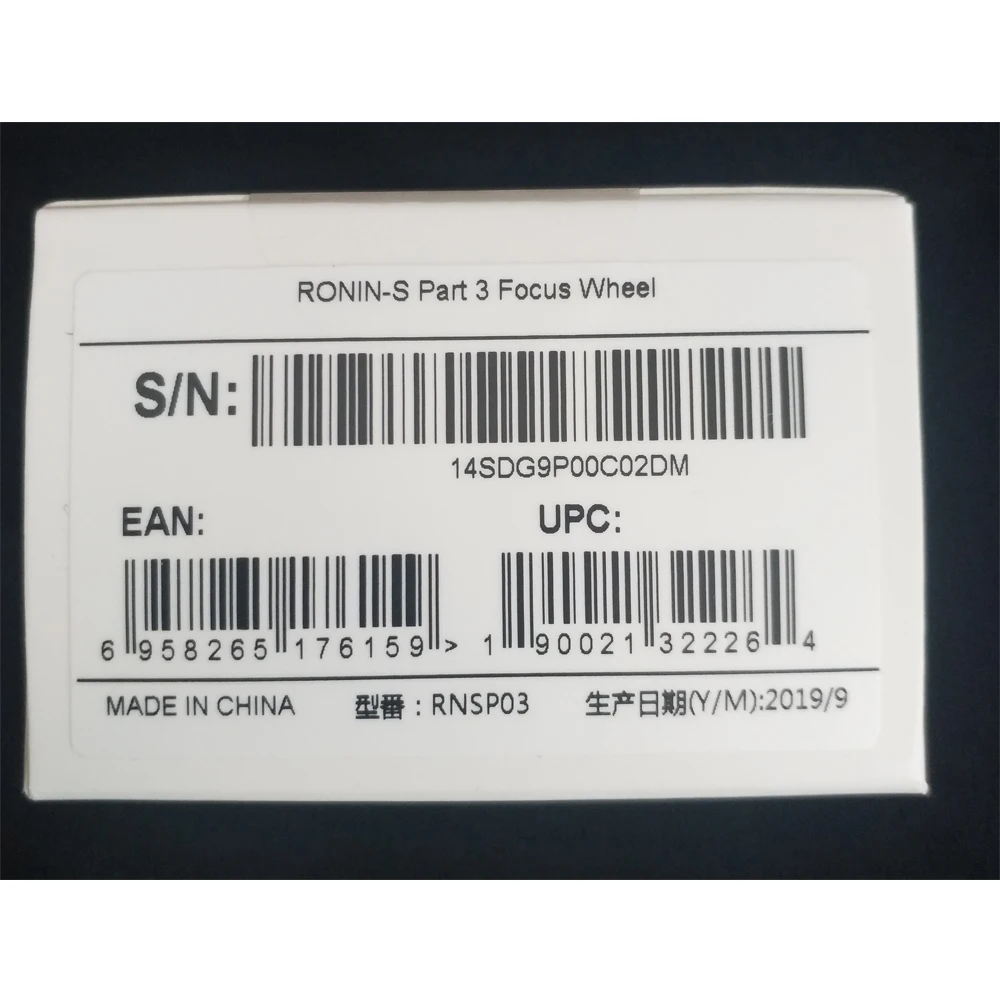 RONIN-S Part 3 Focus Wheel
S/N:
14SDG9P00C02DM
EAN: UPC:
6 958265 176159 > 1 90021 32226 4
MADE IN CHINA 型番：RNSP03 生产日期(Y/M):2019/9